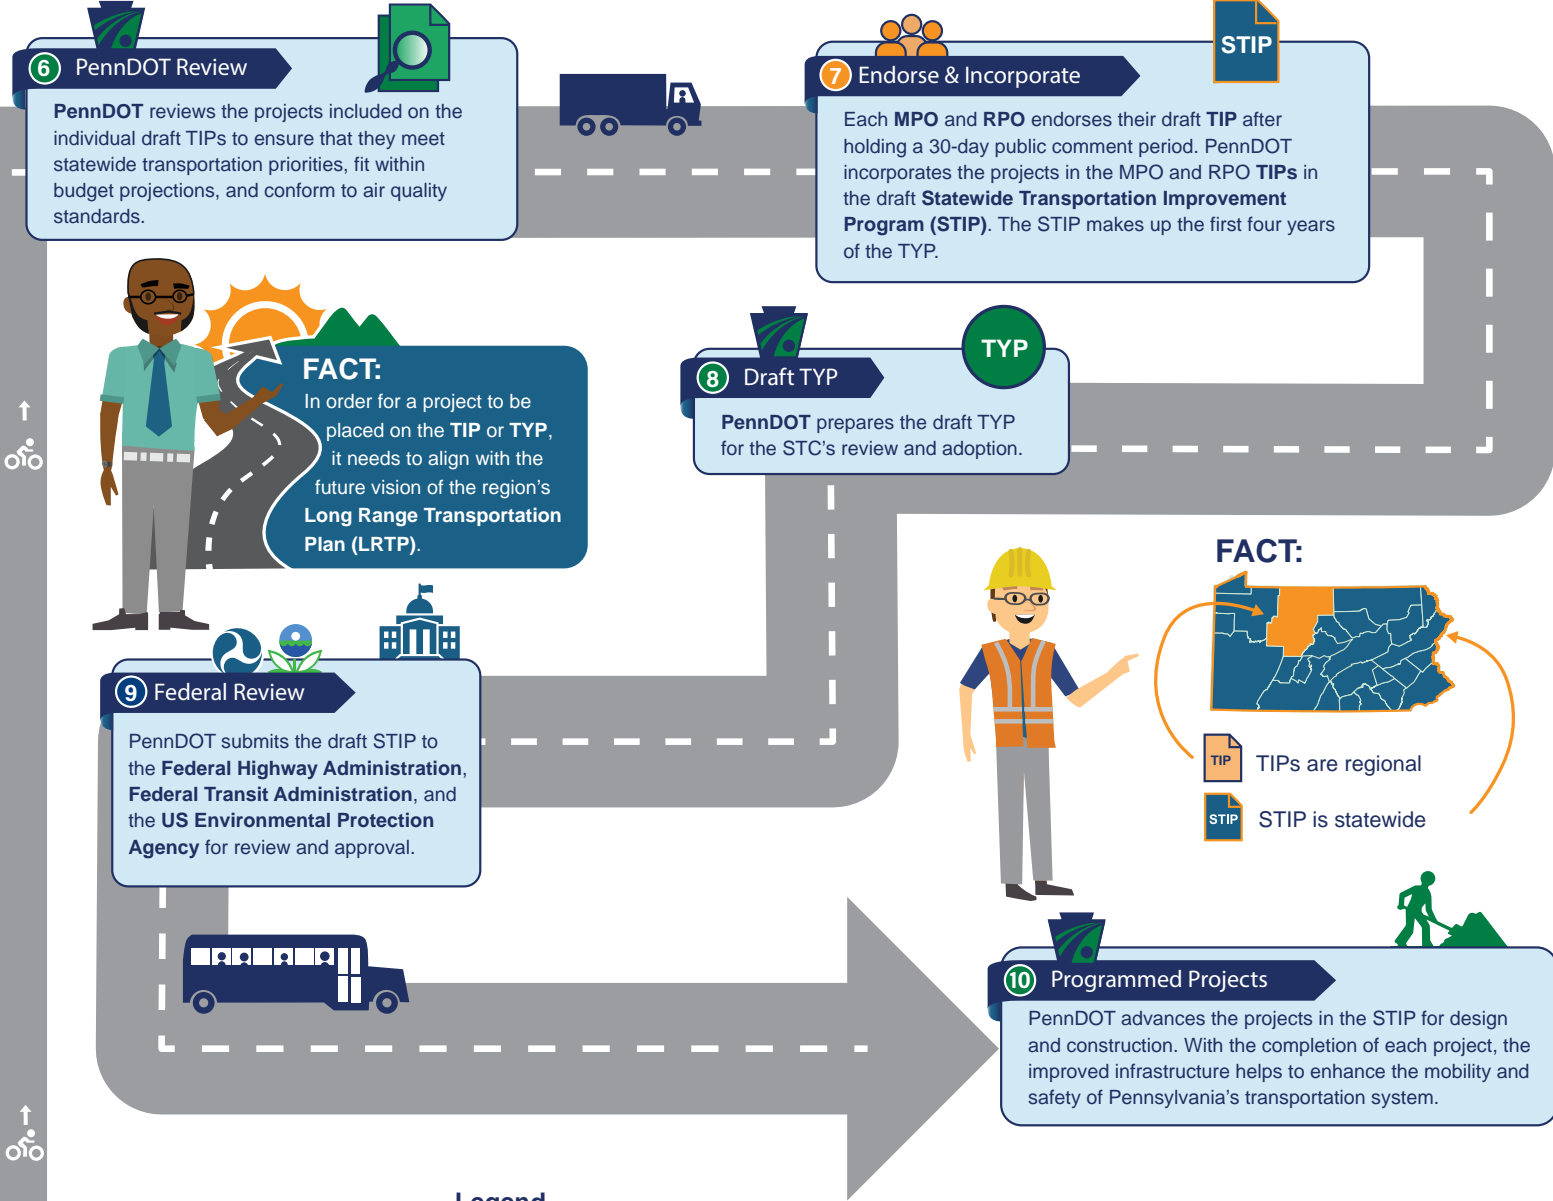 6 PennDOT Review
PennDOT reviews the projects included on the
individual draft TIPs to ensure that they meet
statewide transportation priorities, fit within
budget projections, and conform to air quality
standards.
STIP
7 Endorse & Incorporate
Each MPO and RPO endorses their draft TIP after
holding a 30-day public comment period. PennDOT
incorporates the projects in the MPO and RPO TIPs in
the draft Statewide Transportation Improvement
Program (STIP). The STIP makes up the first four years
of the TYP.
FACT:
In order for a project to be
placed on the TIP or TYP,
it needs to align with the
future vision of the region's
Long Range Transportation
Plan (LRTP).
TYP
8 Draft TYP
PennDOT prepares the draft TYP
for the STC's review and adoption.
9 Federal Review
PennDOT submits the draft STIP to
the Federal Highway Administration,
Federal Transit Administration, and
the US Environmental Protection
Agency for review and approval.
FACT:
TIP TIPs are regional
STIP STIP is statewide
10 Programmed Projects
PennDOT advances the projects in the STIP for design
and construction. With the completion of each project, the
improved infrastructure helps to enhance the mobility and
safety of Pennsylvania's transportation system.
Legend